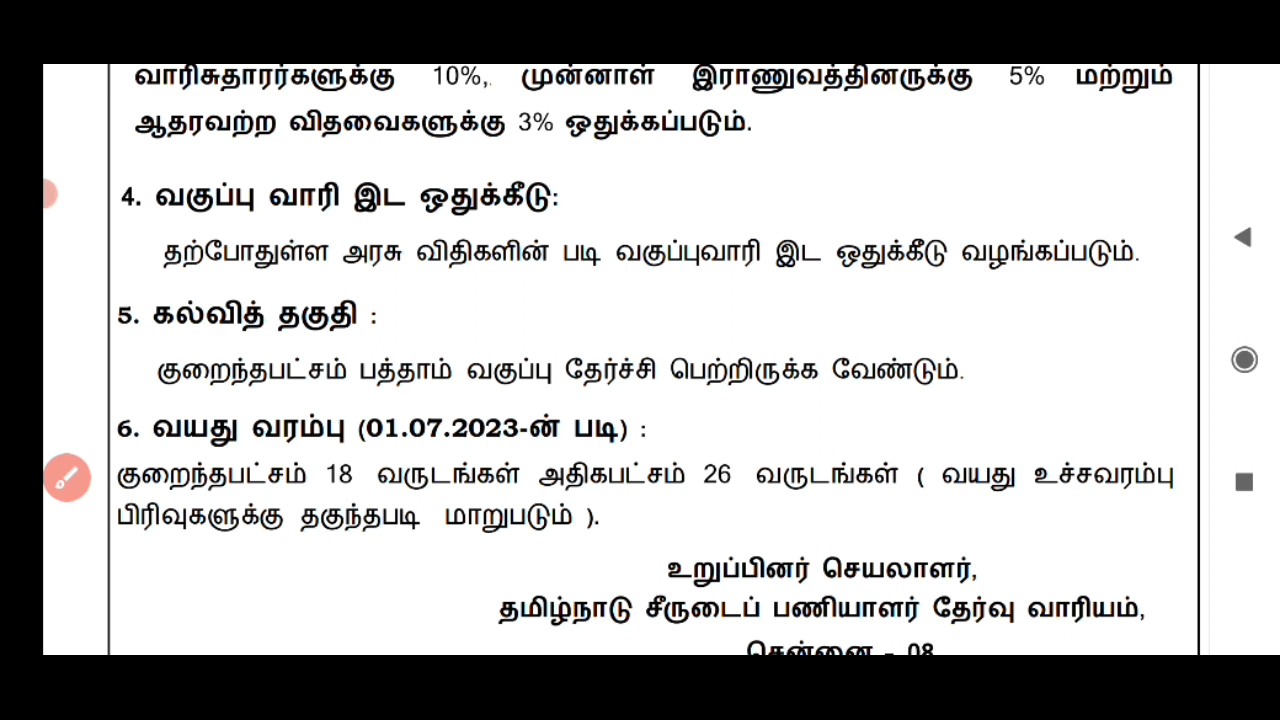 வாரிசுதாரர்களுக்கு 10%, முன்னாள் இராணுவத்தினருக்கு 5% மற்றும்
ஆதரவற்ற விதவைகளுக்கு 3% ஒதுக்கப்படும்.
4. வகுப்பு வாரி இட ஒதுக்கீடு:
தற்போதுள்ள அரசு விதிகளின் படி வகுப்புவாரி இட ஒதுக்கீடு வழங்கப்படும்.
5. கல்வித் தகுதி :
குறைந்தபட்சம் பத்தாம் வகுப்பு தேர்ச்சி பெற்றிருக்க வேண்டும்.
6. வயது வரம்பு (01.07.2023-ன் படி) :
குறைந்தபட்சம் 18 வருடங்கள் அதிகபட்சம் 26 வருடங்கள் ( வயது உச்சவரம்பு
பிரிவுகளுக்கு தகுந்தபடி மாறுபடும் ).
உறுப்பினர் செயலாளர்,
தமிழ்நாடு சீருடைப் பணியாளர் தேர்வு வாரியம்,
சென்னை - 08